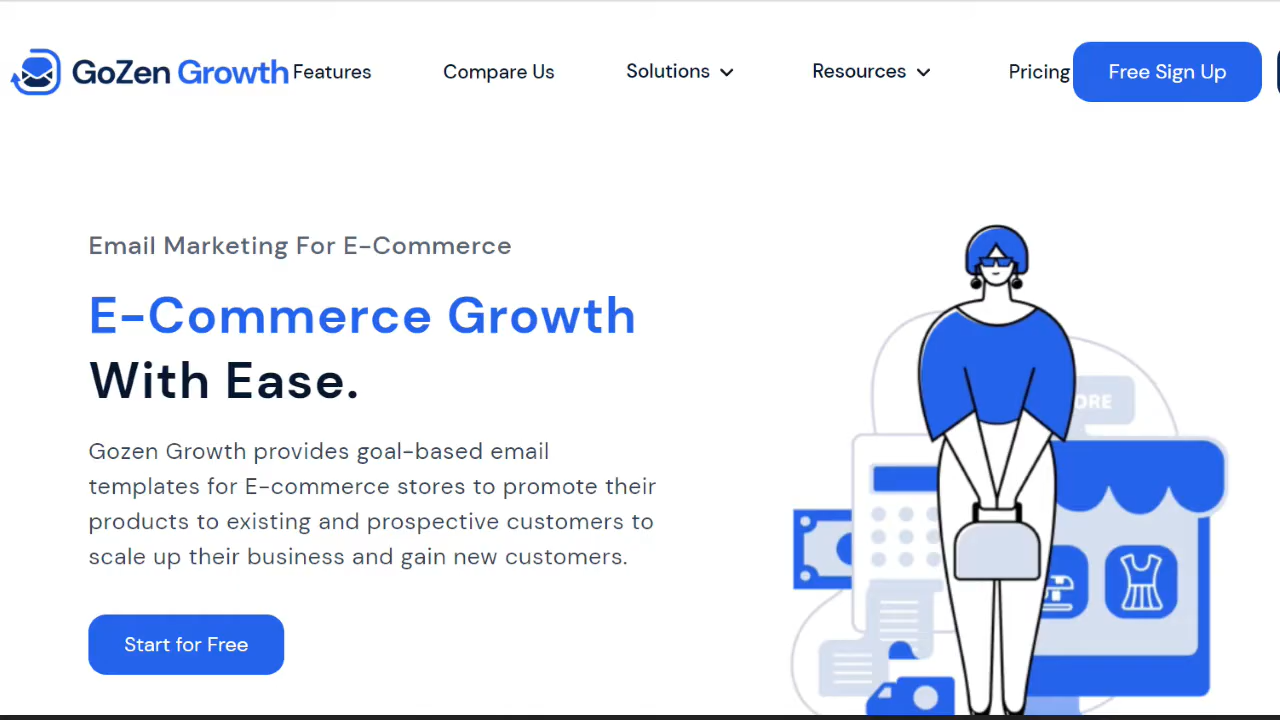 GoZen Growth Features Compare Us Solutions Resources Pricing Free Sign Up
Email Marketing For E-Commerce
E-Commerce Growth
With Ease.
Gozen Growth provides goal-based email
templates for E-commerce stores to promote their
products to existing and prospective customers to
scale up their business and gain new customers.
Start for Free